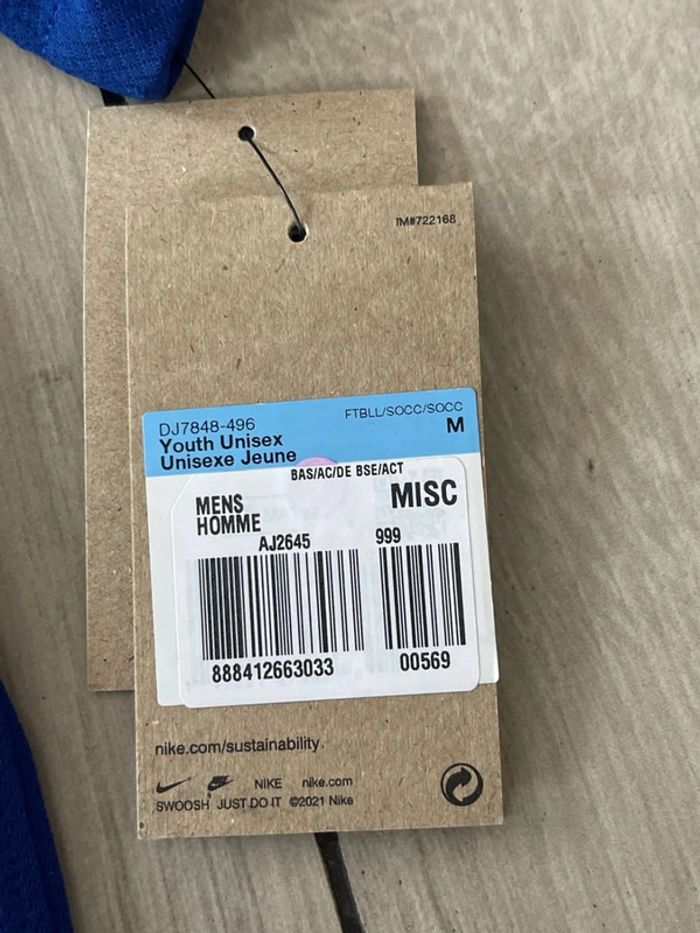 TM#722168
DJ7848-496
FTBLL/SOCC/SOCC
Youth Unisex
M
Unisexe Jeune
BAS/AC/DE BSE/ACT
MENS
MISC
HOMME
AJ2645
999
888412663033
00569
nike.com/sustainability
NIKE nike.com
SWOOSH JUST DO IT ©2021 Nike